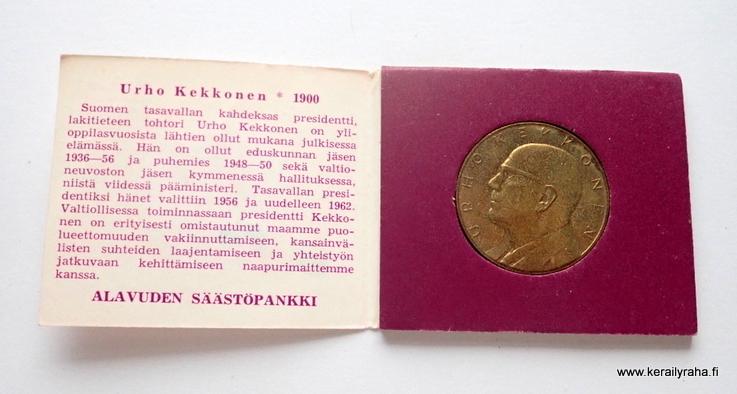 Urho Kekkonen * 1900
Suomen tasavallan kahdeksas presidentti,
lakitieteen tohtori Urho Kekkonen on yli-
oppilasvuosista lähtien ollut mukana julkisessa
elämässä. Hän on ollut eduskunnan jäsen
1936—56 ja puhemies 1948—50 sekä valtio-
neuvoston jäsen kymmenessä hallituksessa,
niistä viidessä pääministeri. Tasavallan presi-
dentiksi hänet valittiin 1956 ja uudelleen 1962.
Valtiollisessa toiminnassaan presidentti Kekko-
nen on erityisesti omistautunut maamme puo-
lueettomuuden vakiinnuttamiseen, kansainvä-
listen suhteiden laajentamiseen ja yhteistyön
jatkuvaan kehittämiseen naapurimaittemme
kanssa.
ALAVUDEN SÄÄSTÖPANKKI
URHO KEKKONEN
www.kerailyraha.fi